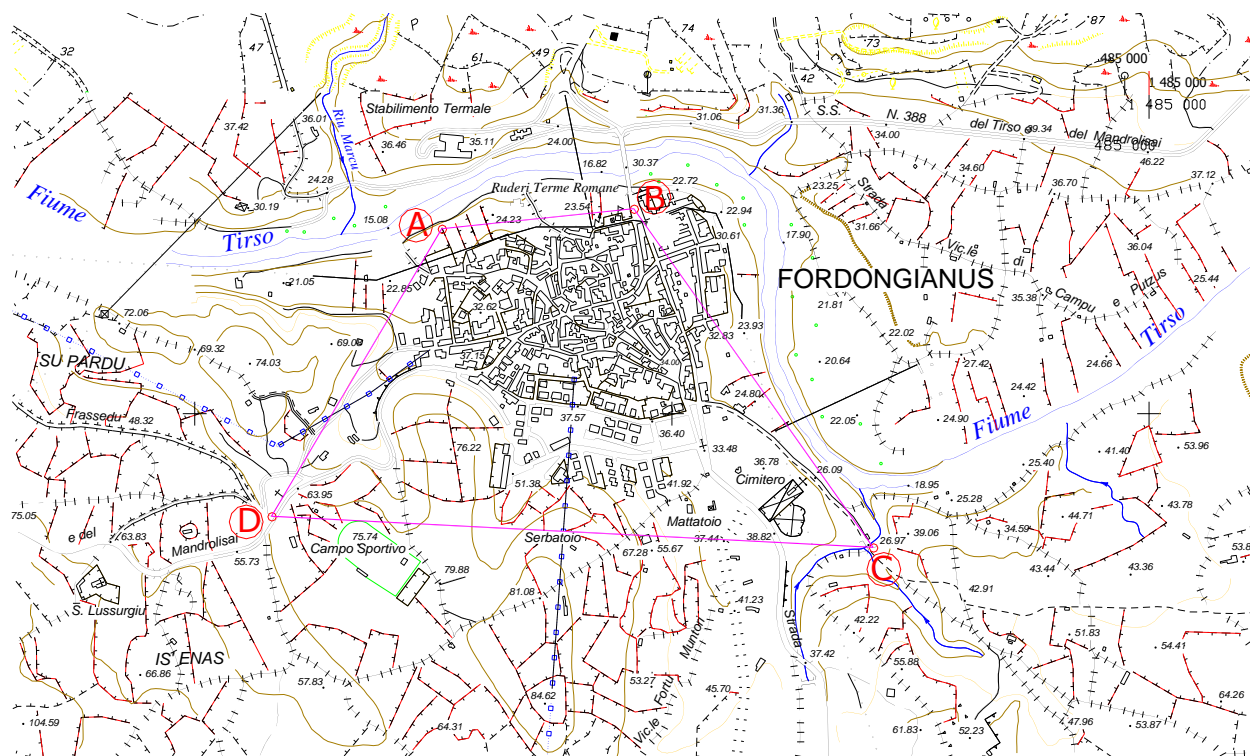 P
74
87
32
47
49
61
73
485 000
42
1 485 000
1 485 000
Stabilimento Termale
31.36
S.S.
N. 388
del Tirso e
del Mandrolisai
485 000
37.42
36.01
Riu Marcu
36.46
35.11
24.00
31.06
34.00
39.34
46.22
16.82
30.37
34.60
36.70
37.12
24.28
22.72
23.25
Strada
Fiume
30.19
Ruderi Terme Romane
B
15.08
A
24.23
23.54
22.94
31.66
Tirso
30.61
17.90
Vic.le
di
36.04
FORDONGIANUS
25.44
21.05
22.85
35.38
Campu
e
Putzus
72.06
32.62
21.81
Tirso
23.93
22.02
32.83
69.32
69.08
SU PARDU
74.03
37.15
34.00
20.64
27.42
24.66
24.42
24.80
Frassedu
48.32
37.57
22.05
24.90
Fiume
36.40
76.22
33.48
41.40
53.96
36.78
26.09
25.40
51.38
41.92
Cimitero
18.95
63.95
25.28
75.05
D
Mattatoio
44.71
43.78
e del
63.83
Mandrolisai
75.74
Serbatoio
37.44
38.82
39.06
34.59
55.73
Campo Sportivo
67.28
55.67
26.97
53.8
C
79.88
43.44
43.36
S. Lussurgiu
81.08
41.23
42.91
Strada
42.22
51.83
Munton
IS' ENAS
37.42
55.88
54.41
66.86
57.83
53.27
Vic.le Fortu
84.62
45.70
64.26
104.59
64.31
61.83
52.23
47.96
53.87